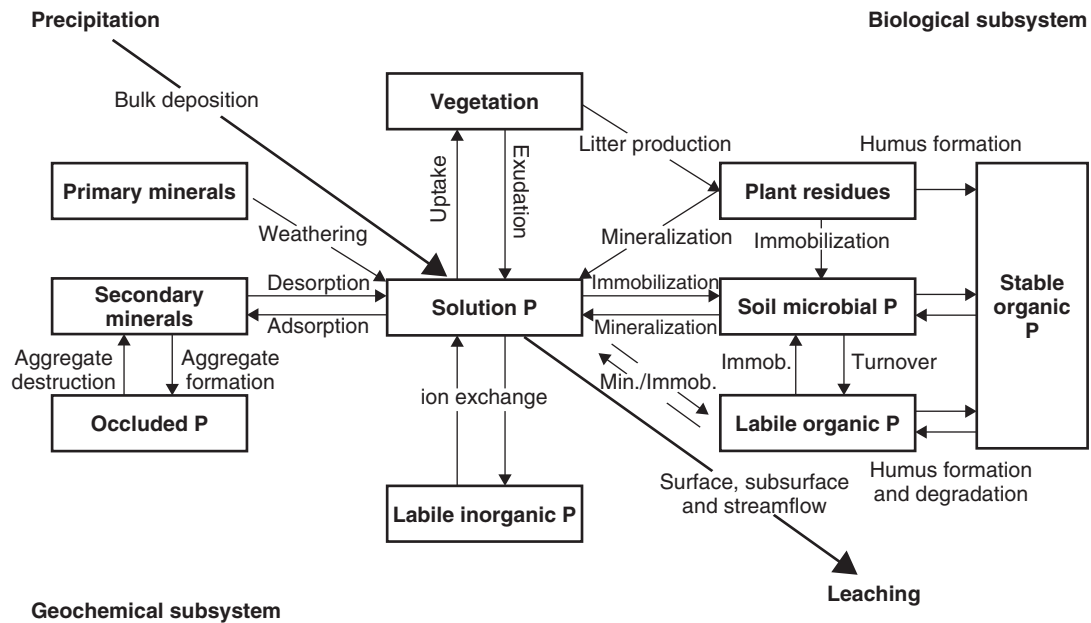 Precipitation
Biological subsystem
Bulk deposition
Vegetation
Litter production
Humus formation
Primary minerals
Uptake
Exudation
Plant residues
Weathering
Mineralization
Immobilization
Secondary
minerals
Desorption
Adsorption
Solution P
Immobilization
Mineralization
Soil microbial P
Stable
organic
P
Aggregate
destruction
Aggregate
formation
ion exchange
Min./Immob.
Immob.
Turnover
Occluded P
Labile organic P
Labile inorganic P
Surface, subsurface
and streamflow
Humus formation
and degradation
Leaching
Geochemical subsystem